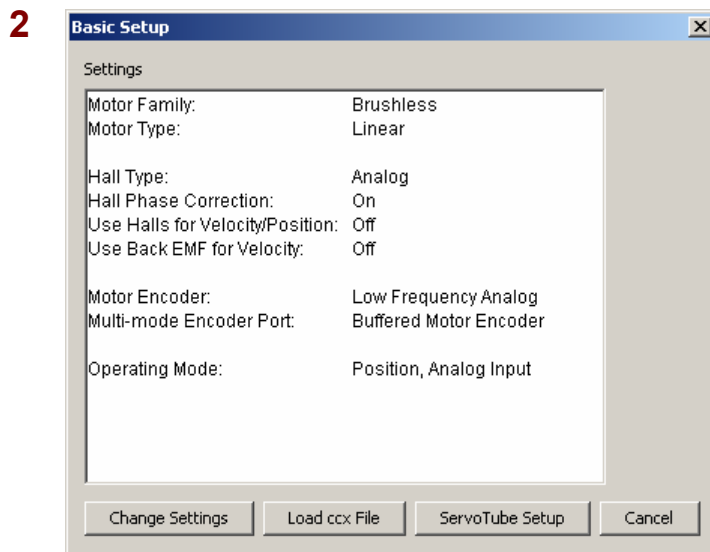 2
Basic Setup
Settings
Motor Family: Brushless
Motor Type: Linear
Hall Type: Analog
Hall Phase Correction: On
Use Halls for Velocity/Position: Off
Use Back EMF for Velocity: Off
Motor Encoder: Low Frequency Analog
Multi-mode Encoder Port: Buffered Motor Encoder
Operating Mode: Position, Analog Input
Change Settings Load ccx File ServoTube Setup Cancel